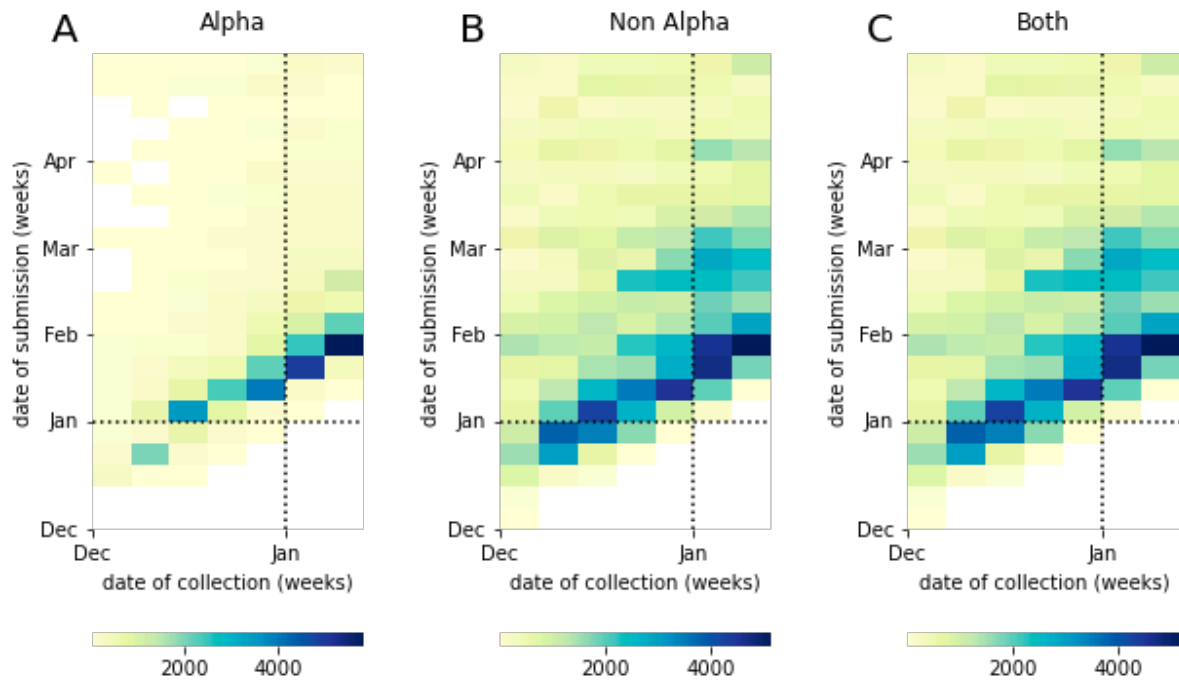 A Alpha
B Non Alpha
C Both
date of submission (weeks)
Apr
Mar
Feb
Jan
Dec
Dec Jan
date of collection (weeks)
2000 4000
date of submission (weeks)
Apr
Mar
Feb
Jan
Dec
Dec Jan
date of collection (weeks)
2000 4000
date of submission (weeks)
Apr
Mar
Feb
Jan
Dec
Dec Jan
date of collection (weeks)
2000 4000